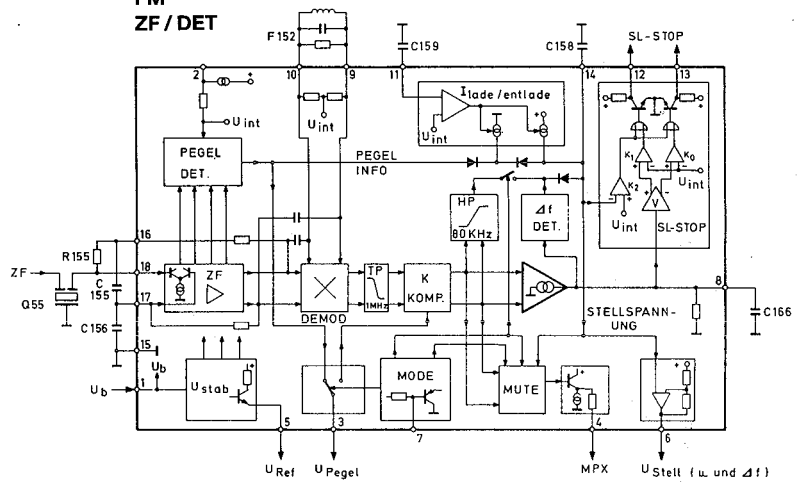 FM
ZF / DET
F152
C159
C158
SL-STOP
2
10
9
11
14
12
13
I lade/entlade
U int
U int
U int
PEGEL
DET.
PEGEL
INFO
K1
K0
K2
U int
V
U int
SL-STOP
HP
80 KHz
Δf
DET.
16
R155
ZF
18
C
155
Q55
17
C156
ZF
DEMOD
TP
1MHz
K
KOMP.
8
STELLSPANN-
UNG
C166
15
Ub
Ub
1
U stab
MODE
MUTE
5
3
7
4
6
U Ref
U Pegel
MPX
U Stell (u und Δf)